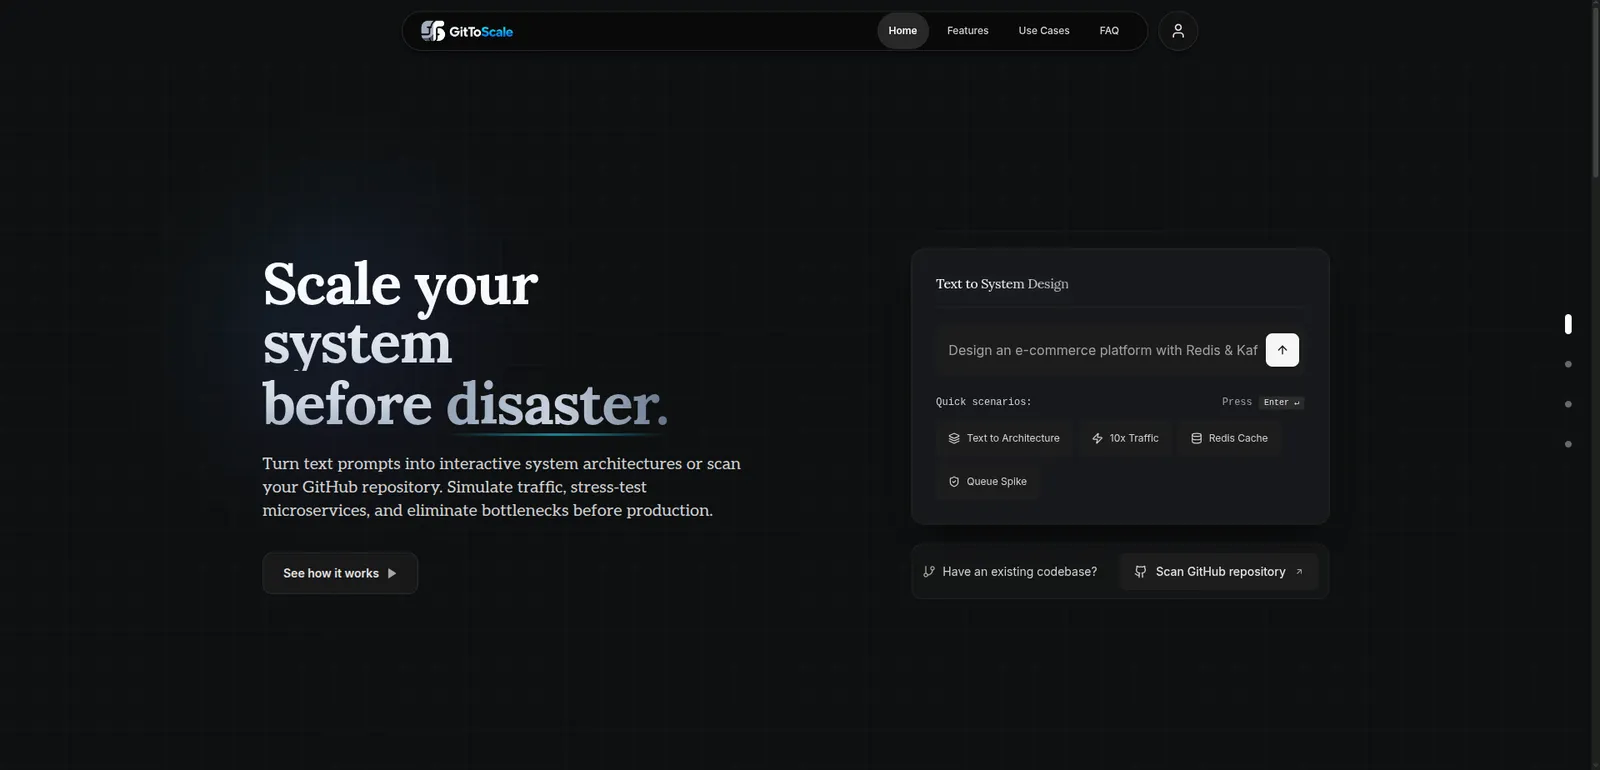 GitToScale
Home
Features
Use Cases
FAQ
Scale your
system
before disaster.
Turn text prompts into interactive system architectures or scan
your GitHub repository. Simulate traffic, stress-test
microservices, and eliminate bottlenecks before production.
See how it works
Text to System Design
Design an e-commerce platform with Redis & Kaf
Quick scenarios:
Press Enter ↵
Text to Architecture
10x Traffic
Redis Cache
Queue Spike
Have an existing codebase?
Scan GitHub repository ↗